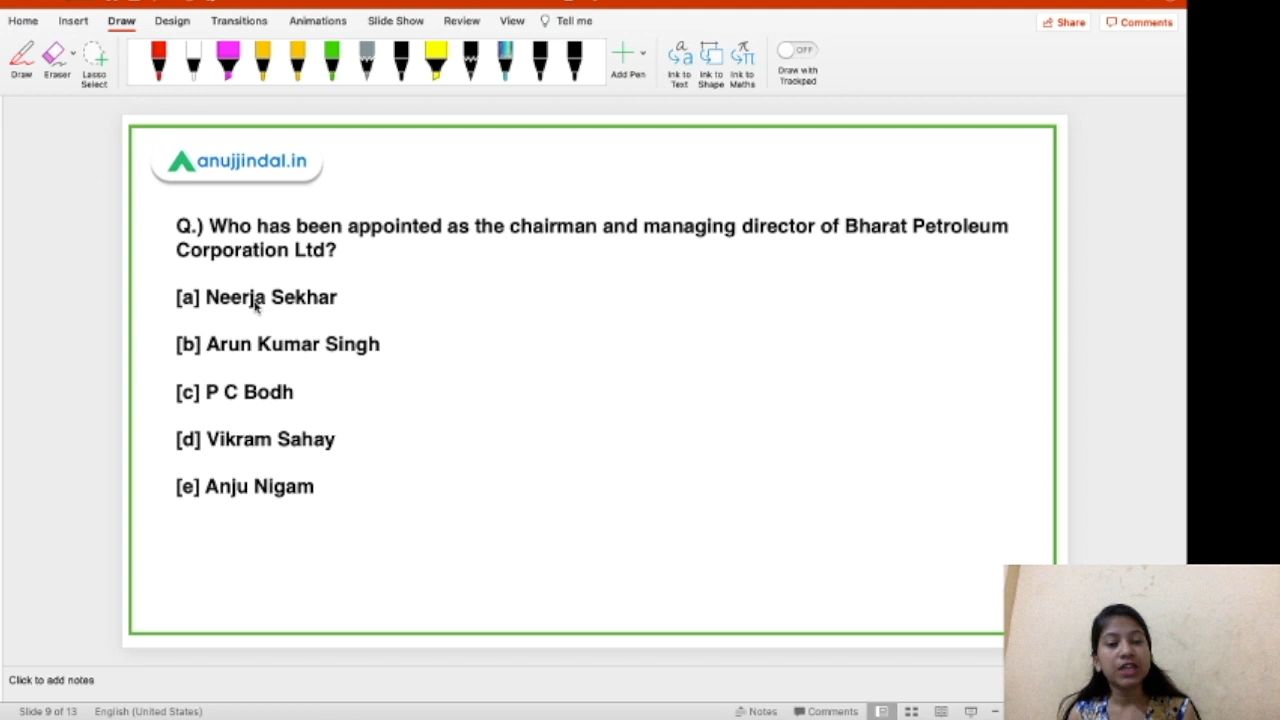 Home Insert Draw Design Transitions Animations Slide Show Review View Tell me Share Comments
Draw Eraser Lasso Select Add Pen Ink to Text Ink to Shape Ink to Maths OFF Draw with Trackpad
anujjindal.in
Q.) Who has been appointed as the chairman and managing director of Bharat Petroleum
Corporation Ltd?
[a] Neerja Sekhar
[b] Arun Kumar Singh
[c] P C Bodh
[d] Vikram Sahay
[e] Anju Nigam
Click to add notes
Slide 9 of 13 English (United States) Notes Comments